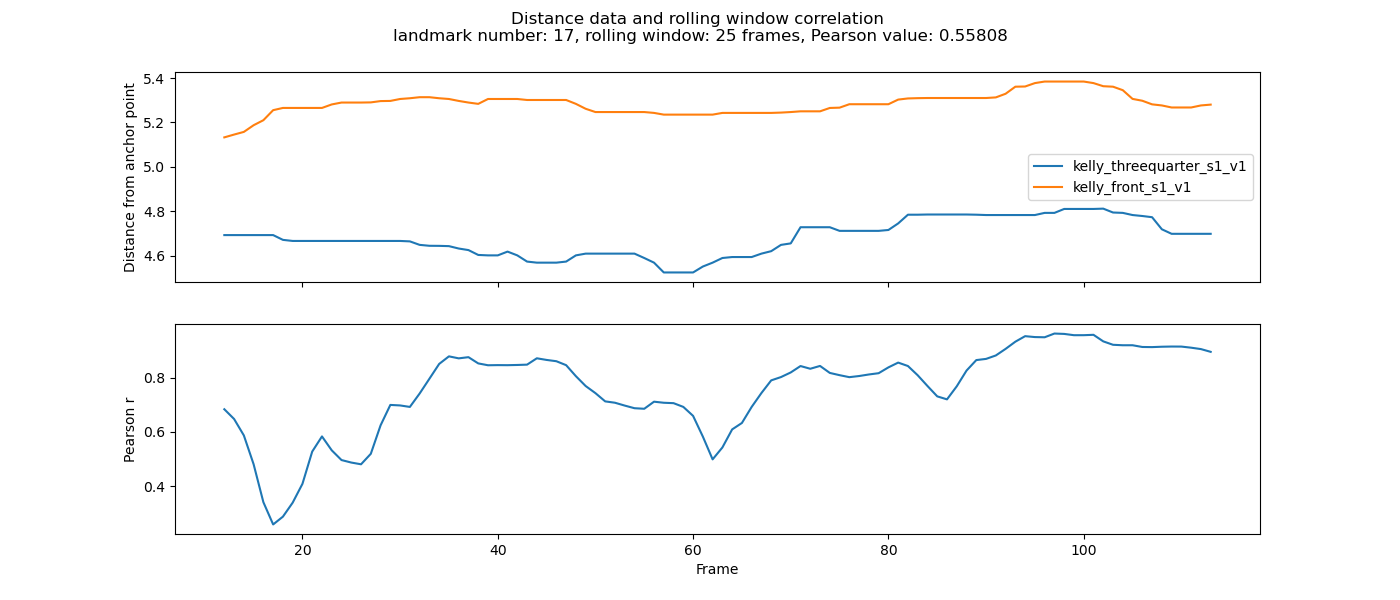 Distance data and rolling window correlation
landmark number: 17, rolling window: 25 frames, Pearson value: 0.55808
Distance from anchor point
5.4
5.2
5.0
4.8
4.6
kelly_threequarter_s1_v1
kelly_front_s1_v1
Pearson r
0.8
0.6
0.4
20 40 60 80 100
Frame